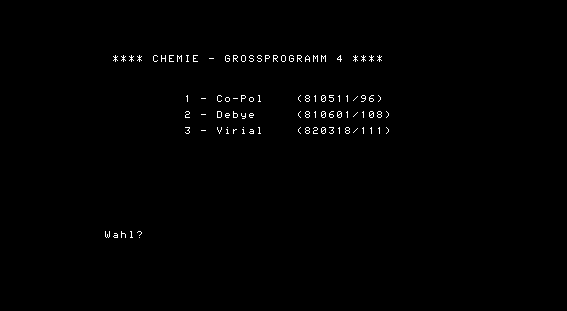 **** CHEMIE - GROSSPROGRAMM 4 ****
1 - Co-Pol (810511/96)
2 - Debye (810601/108)
3 - Virial (820318/111)
Wahl?